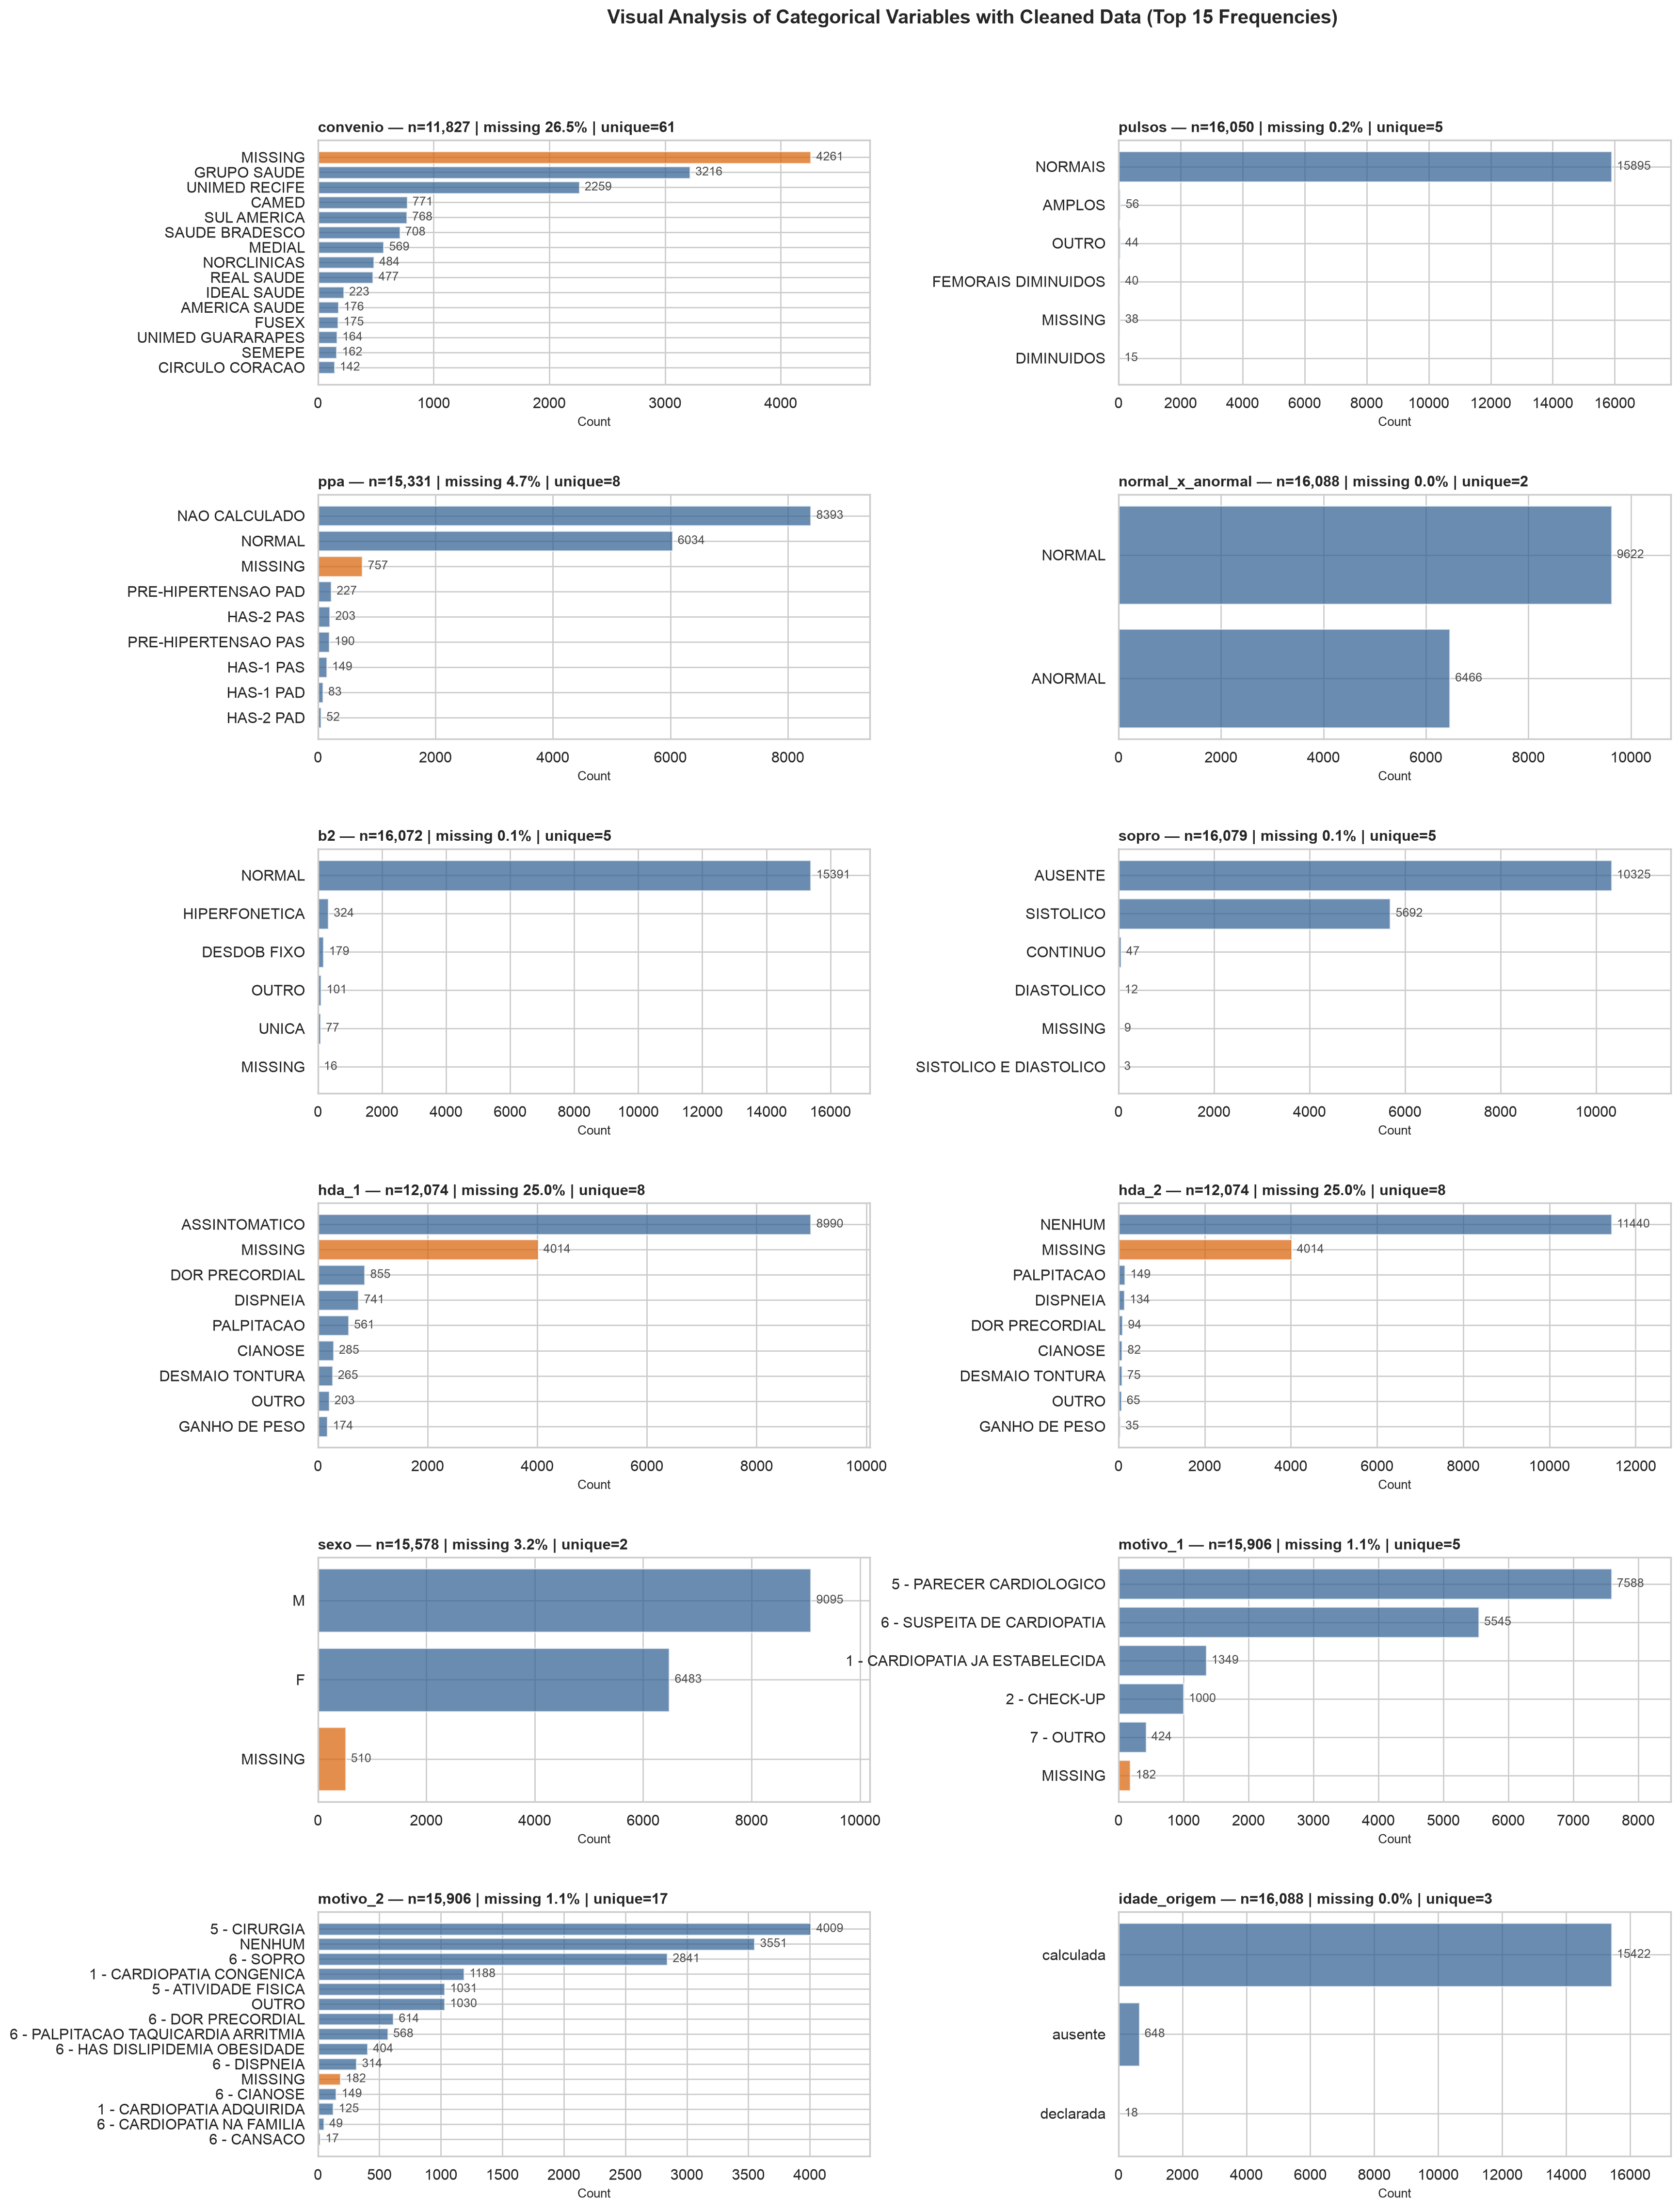 Visual Analysis of Categorical Variables with Cleaned Data (Top 15 Frequencies)
convenio — n=11,827 | missing 26.5% | unique=61
MISSING 4261
GRUPO SAUDE 3216
UNIMED RECIFE 2259
CAMED 771
SUL AMERICA 768
SAUDE BRADESCO 708
MEDIAL 569
NORCLINICAS 484
REAL SAUDE 477
IDEAL SAUDE 223
AMERICA SAUDE 176
FUSEX 175
UNIMED GUARARAPES 164
SEMEPE 162
CIRCULO CORACAO 142
0 1000 2000 3000 4000
Count
pulsos — n=16,050 | missing 0.2% | unique=5
NORMAIS 15895
AMPLOS 56
OUTRO 44
FEMORAIS DIMINUIDOS 40
MISSING 38
DIMINUIDOS 15
0 2000 4000 6000 8000 10000 12000 14000 16000
Count
ppa — n=15,331 | missing 4.7% | unique=8
NAO CALCULADO 8393
NORMAL 6034
MISSING 757
PRE-HIPERTENSAO PAD 227
HAS-2 PAS 203
PRE-HIPERTENSAO PAS 190
HAS-1 PAS 149
HAS-1 PAD 83
HAS-2 PAD 52
0 2000 4000 6000 8000
Count
normal_x_anormal — n=16,088 | missing 0.0% | unique=2
NORMAL 9622
ANORMAL 6466
0 2000 4000 6000 8000 10000
Count
b2 — n=16,072 | missing 0.1% | unique=5
NORMAL 15391
HIPERFONETICA 324
DESDOB FIXO 179
OUTRO 101
UNICA 77
MISSING 16
0 2000 4000 6000 8000 10000 12000 14000 16000
Count
sopro — n=16,079 | missing 0.1% | unique=5
AUSENTE 10325
SISTOLICO 5692
CONTINUO 47
DIASTOLICO 12
MISSING 9
SISTOLICO E DIASTOLICO 3
0 2000 4000 6000 8000 10000
Count
hda_1 — n=12,074 | missing 25.0% | unique=8
ASSINTOMATICO 8990
MISSING 4014
DOR PRECORDIAL 855
DISPNEIA 741
PALPITACAO 561
CIANOSE 285
DESMAIO TONTURA 265
OUTRO 203
GANHO DE PESO 174
0 2000 4000 6000 8000 10000
Count
hda_2 — n=12,074 | missing 25.0% | unique=8
NENHUM 11440
MISSING 4014
PALPITACAO 149
DISPNEIA 134
DOR PRECORDIAL 94
CIANOSE 82
DESMAIO TONTURA 75
OUTRO 65
GANHO DE PESO 35
0 2000 4000 6000 8000 10000 12000
Count
sexo — n=15,578 | missing 3.2% | unique=2
M 9095
F 6483
MISSING 510
0 2000 4000 6000 8000 10000
Count
motivo_1 — n=15,906 | missing 1.1% | unique=5
5 - PARECER CARDIOLOGICO 7588
6 - SUSPEITA DE CARDIOPATIA 5545
1 - CARDIOPATIA JA ESTABELECIDA 1349
2 - CHECK-UP 1000
7 - OUTRO 424
MISSING 182
0 1000 2000 3000 4000 5000 6000 7000 8000
Count
motivo_2 — n=15,906 | missing 1.1% | unique=17
5 - CIRURGIA 4009
NENHUM 3551
6 - SOPRO 2841
1 - CARDIOPATIA CONGENICA 1188
5 - ATIVIDADE FISICA 1031
OUTRO 1030
6 - DOR PRECORDIAL 614
6 - PALPITACAO TAQUICARDIA ARRITMIA 568
6 - HAS DISLIPIDEMIA OBESIDADE 404
6 - DISPNEIA 314
MISSING 182
6 - CIANOSE 149
1 - CARDIOPATIA ADQUIRIDA 125
6 - CARDIOPATIA NA FAMILIA 49
6 - CANSACO 17
0 500 1000 1500 2000 2500 3000 3500 4000
Count
idade_origem — n=16,088 | missing 0.0% | unique=3
calculada 15422
ausente 648
declarada 18
0 2000 4000 6000 8000 10000 12000 14000 16000
Count